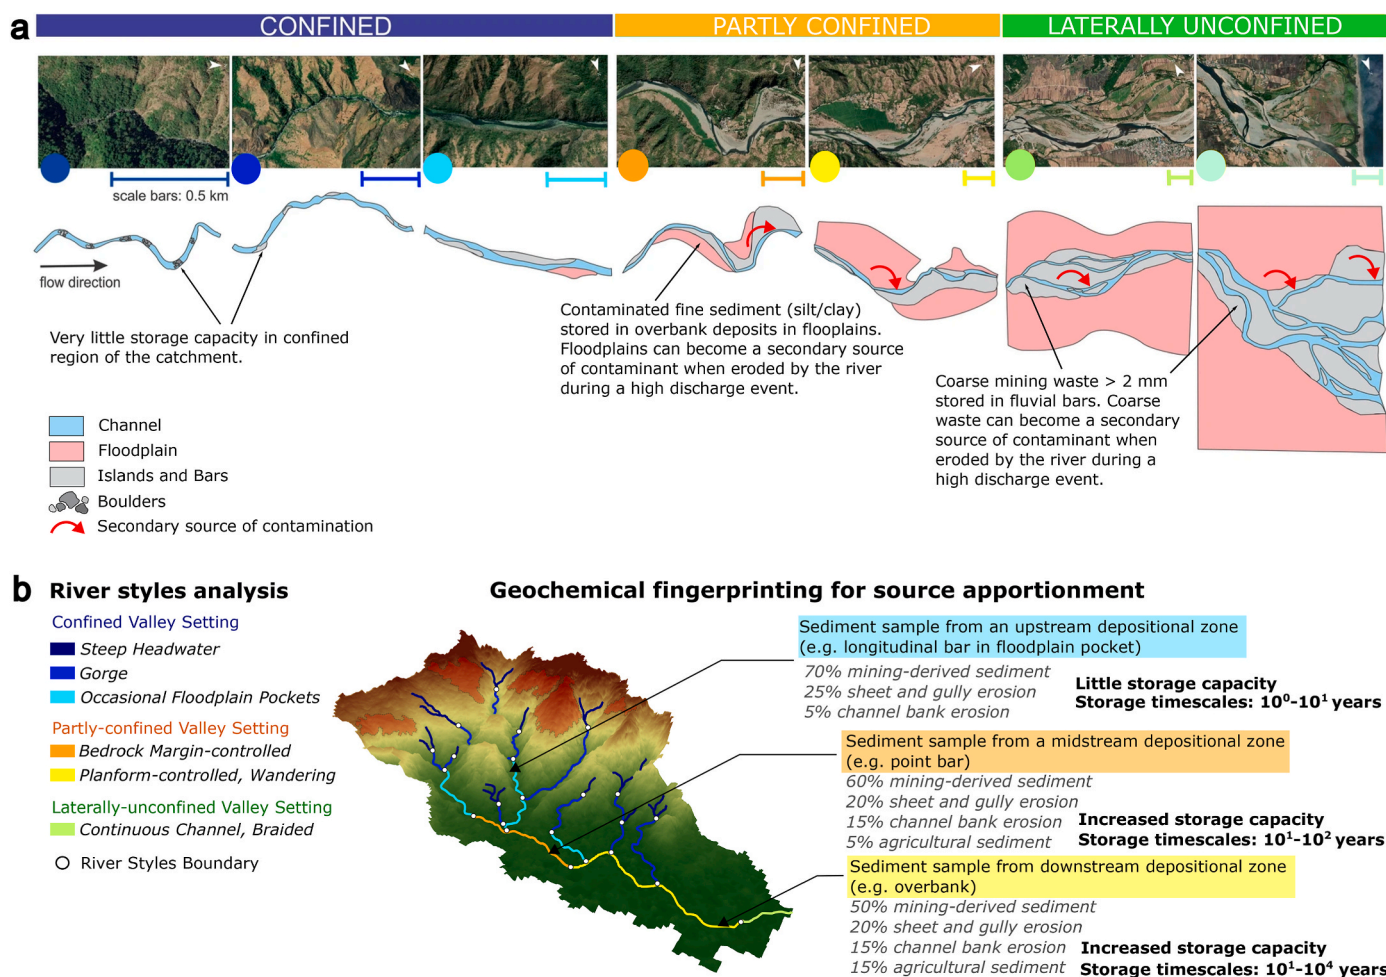 a
CONFINED
PARTLY CONFINED
LATERALLY UNCONFINED
scale bars: 0.5 km
flow direction
Very little storage capacity in confined
region of the catchment.
Contaminated fine sediment (silt/clay)
stored in overbank deposits in flooplains.
Floodplains can become a secondary source
of contaminant when eroded by the river
during a high discharge event.
Coarse mining waste > 2 mm
stored in fluvial bars. Coarse
waste can become a secondary
source of contaminant when
eroded by the river during a
high discharge event.
Channel
Floodplain
Islands and Bars
Boulders
Secondary source of contamination
b
River styles analysis
Confined Valley Setting
Steep Headwater
Gorge
Occasional Floodplain Pockets
Partly-confined Valley Setting
Bedrock Margin-controlled
Planform-controlled, Wandering
Laterally-unconfined Valley Setting
Continuous Channel, Braided
River Styles Boundary
Geochemical fingerprinting for source apportionment
Sediment sample from an upstream depositional zone
(e.g. longitudinal bar in floodplain pocket)
70% mining-derived sediment
25% sheet and gully erosion
5% channel bank erosion
Little storage capacity
Storage timescales: 10⁰-10¹ years
Sediment sample from a midstream depositional zone
(e.g. point bar)
60% mining-derived sediment
20% sheet and gully erosion
15% channel bank erosion
5% agricultural sediment
Increased storage capacity
Storage timescales: 10¹-10² years
Sediment sample from downstream depositional zone
(e.g. overbank)
50% mining-derived sediment
20% sheet and gully erosion
15% channel bank erosion
15% agricultural sediment
Increased storage capacity
Storage timescales: 10¹-10⁴ years